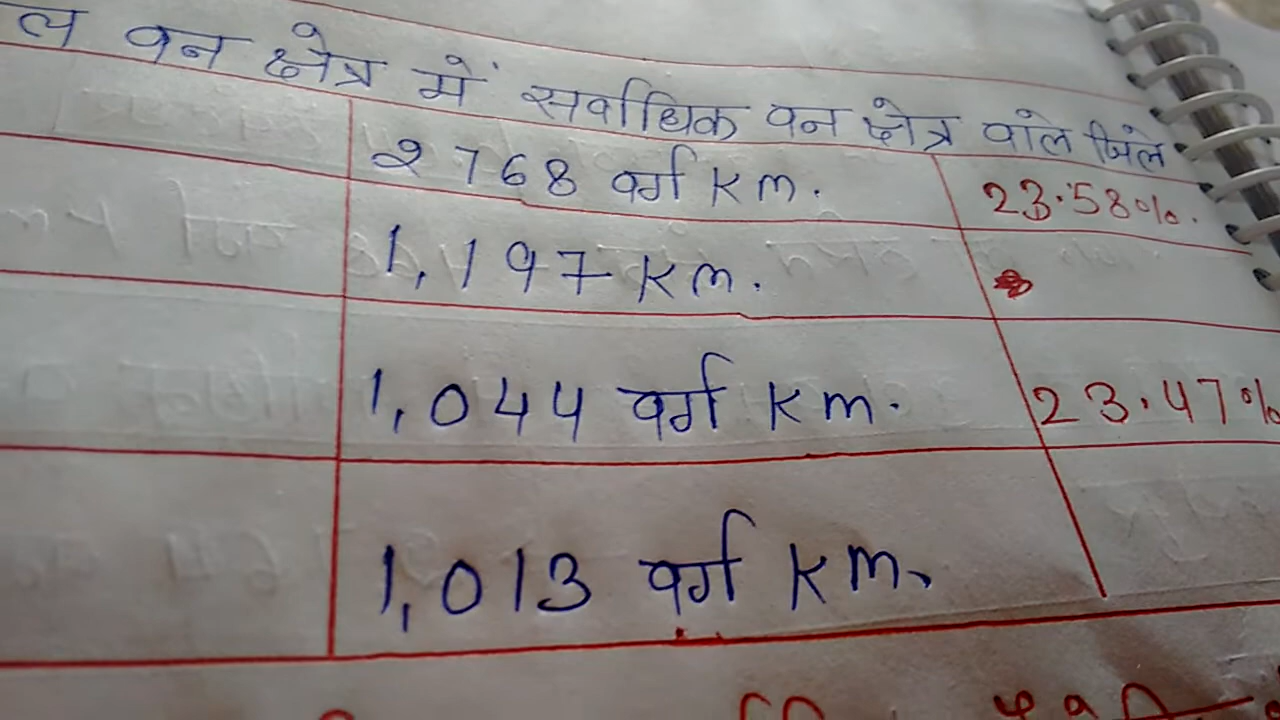 ल वन क्षेत्र में सर्वाधिक वन क्षेत्र वाले जिले
2768 वर्ग Km. 23.58%.
1,197 Km.
1,044 वर्ग Km. 23.47%
1,013 वर्ग Km.